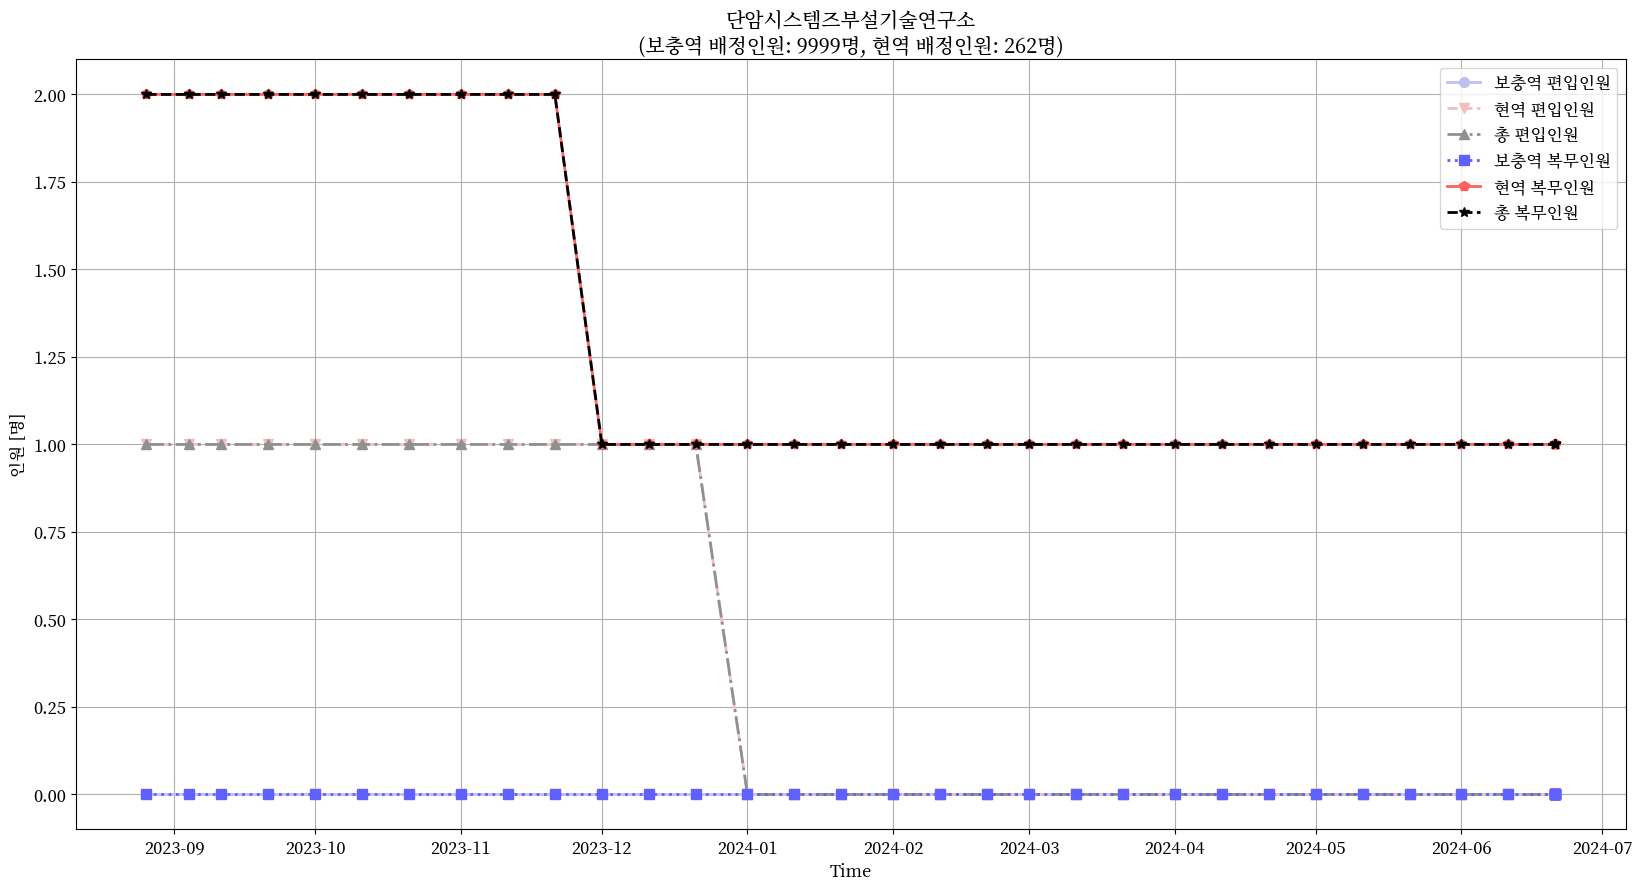 단암시스템즈부설기술연구소
(보충역 배정인원: 9999명, 현역 배정인원: 262명)
보충역 편입인원
현역 편입인원
총 편입인원
보충역 복무인원
현역 복무인원
총 복무인원
인원 [명]
2.00
1.75
1.50
1.25
1.00
0.75
0.50
0.25
0.00
2023-09
2023-10
2023-11
2023-12
2024-01
2024-02
2024-03
2024-04
2024-05
2024-06
2024-07
Time